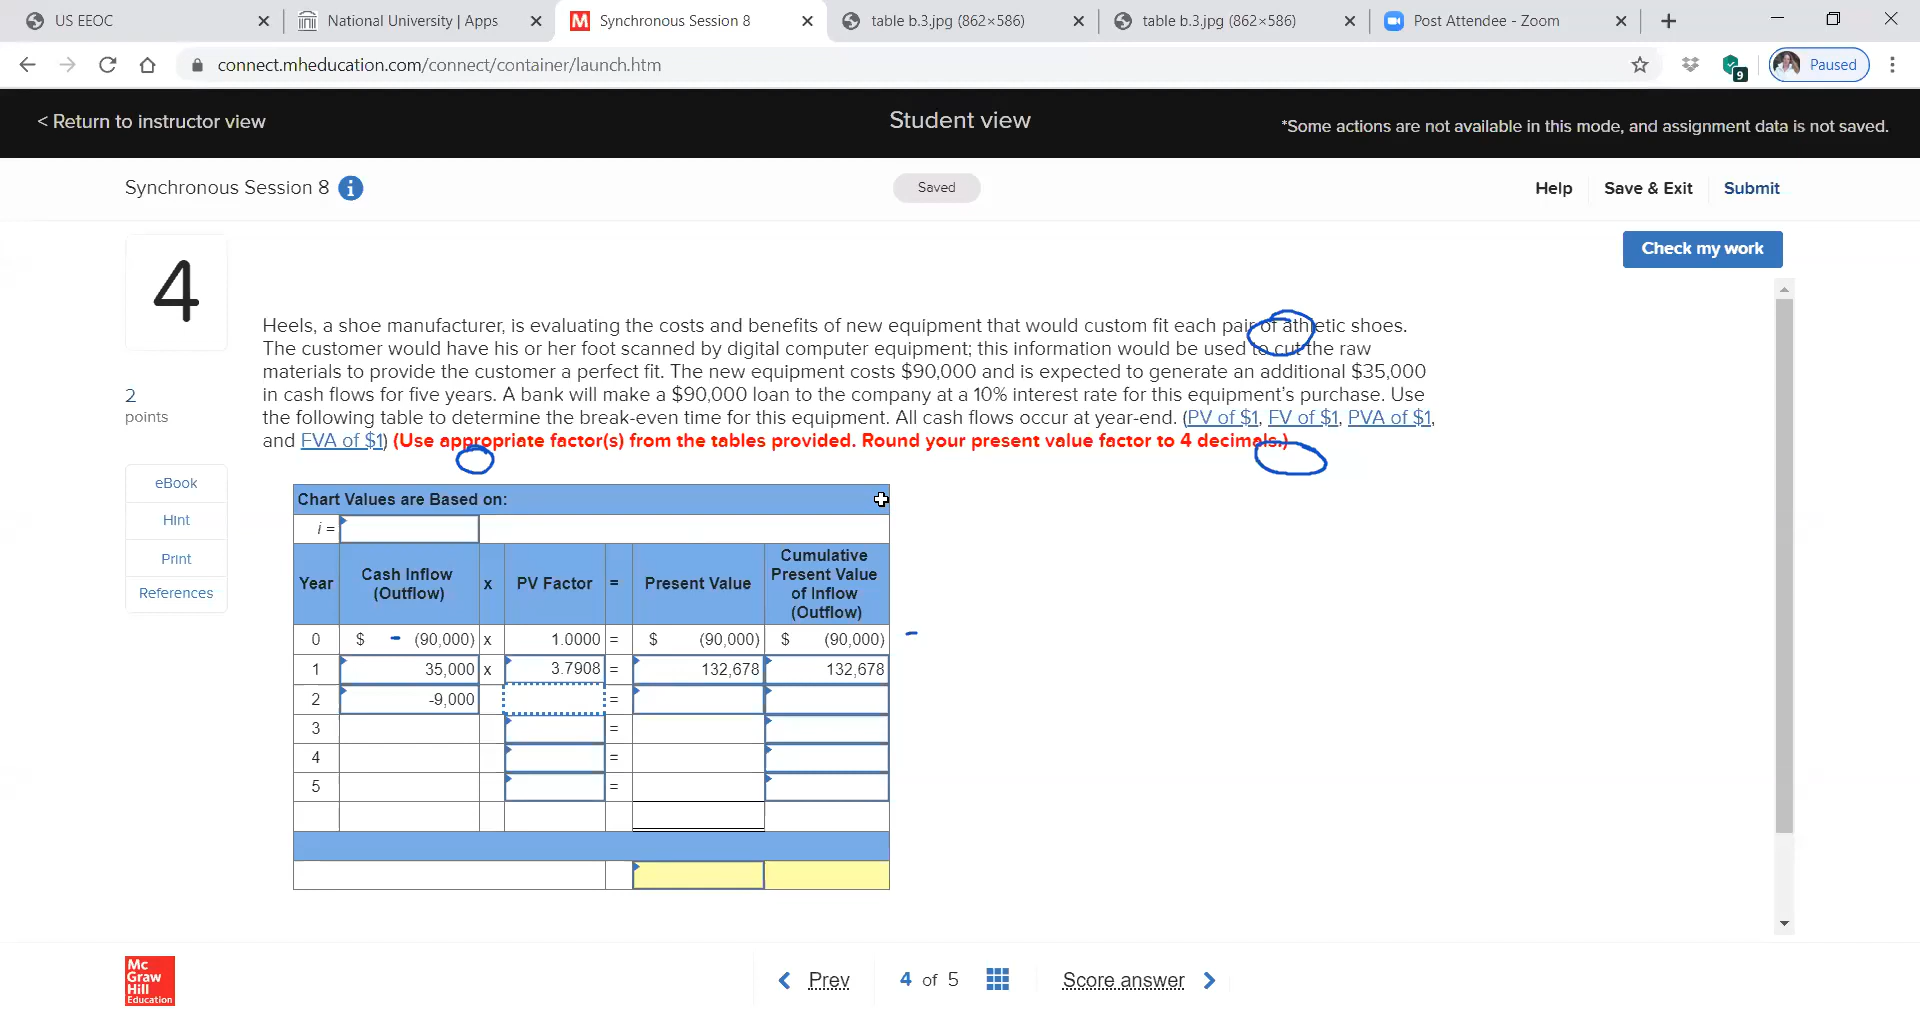 US EEOC
National University | Apps
Synchronous Session 8
table b.3.jpg (862×586)
table b.3.jpg (862×586)
Post Attendee - Zoom
connect.mheducation.com/connect/container/launch.htm
9
Paused
< Return to instructor view
Student view
*Some actions are not available in this mode, and assignment data is not saved.
Synchronous Session 8 i
Saved
Help
Save & Exit
Submit
Check my work
4
2
points
eBook
Hint
Print
References
Heels, a shoe manufacturer, is evaluating the costs and benefits of new equipment that would custom fit each pair of athletic shoes.
The customer would have his or her foot scanned by digital computer equipment; this information would be used to cut the raw
materials to provide the customer a perfect fit. The new equipment costs $90,000 and is expected to generate an additional $35,000
in cash flows for five years. A bank will make a $90,000 loan to the company at a 10% interest rate for this equipment's purchase. Use
the following table to determine the break-even time for this equipment. All cash flows occur at year-end. (PV of $1, FV of $1, PVA of $1,
and FVA of $1) (Use appropriate factor(s) from the tables provided. Round your present value factor to 4 decimals.)
Chart Values are Based on:
i =
Year Cash Inflow (Outflow) x PV Factor = Present Value Cumulative Present Value of Inflow (Outflow)
0 $ (90,000) x 1.0000 = $ (90,000) $ (90,000)
1 35,000 x 3.7908 = 132,678 132,678
2 -9,000 =
3 =
4 =
5 =
Mc
Graw
Hill
Education
Prev
4 of 5
Score answer